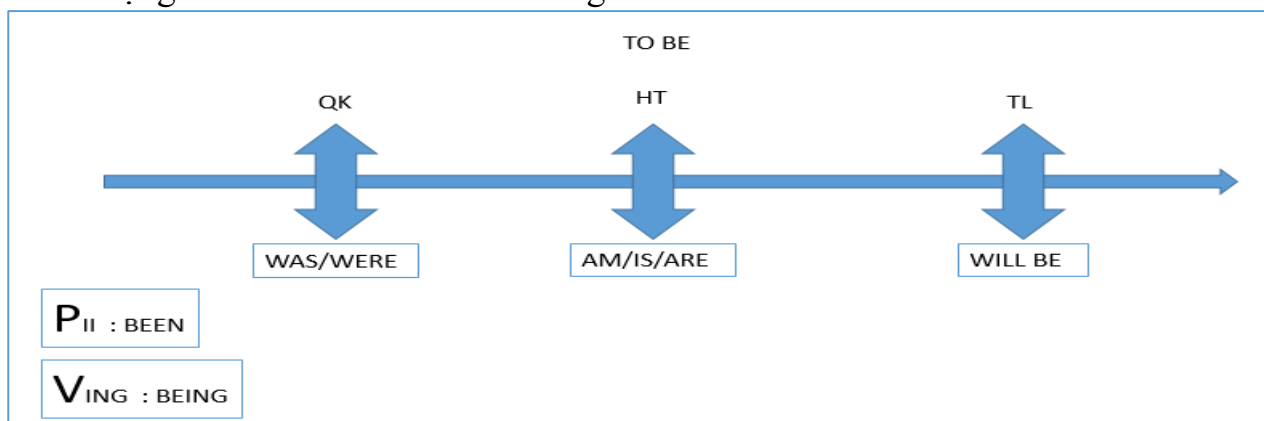 TO BE
QK HT TL
WAS/WERE AM/IS/ARE WILL BE
PII : BEEN
VING : BEING